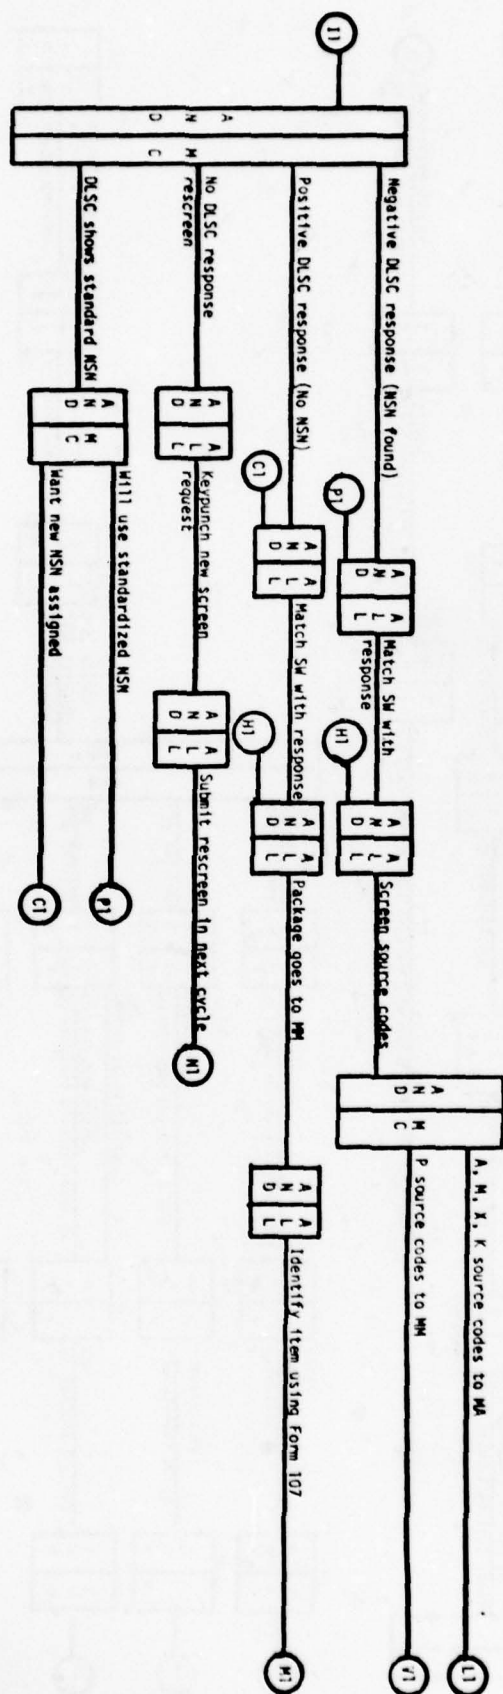 I1
A N D
M C
Negative DLSC response (NSN found)
P1
A N D
A L L
Match SW with
response
H1
A N D
A L L
Screen source codes
A N D
M C
A, M, X, K source codes to MA
L1
P source codes to MM
Positive DLSC response (No NSN)
C1
A N D
A L L
Match SW with response
H1
A N D
A L L
Package goes to MM
A N D
A L L
Identify item using Form 107
M1
No DLSC response
rescreen
A N D
A L L
Keypunch new screen
request
A N D
A L L
Submit rescreen in next cycle
N1
DLSC shows standard NSN
A N D
M C
Will use standardized NSN
P1
Want new NSN assigned
C1